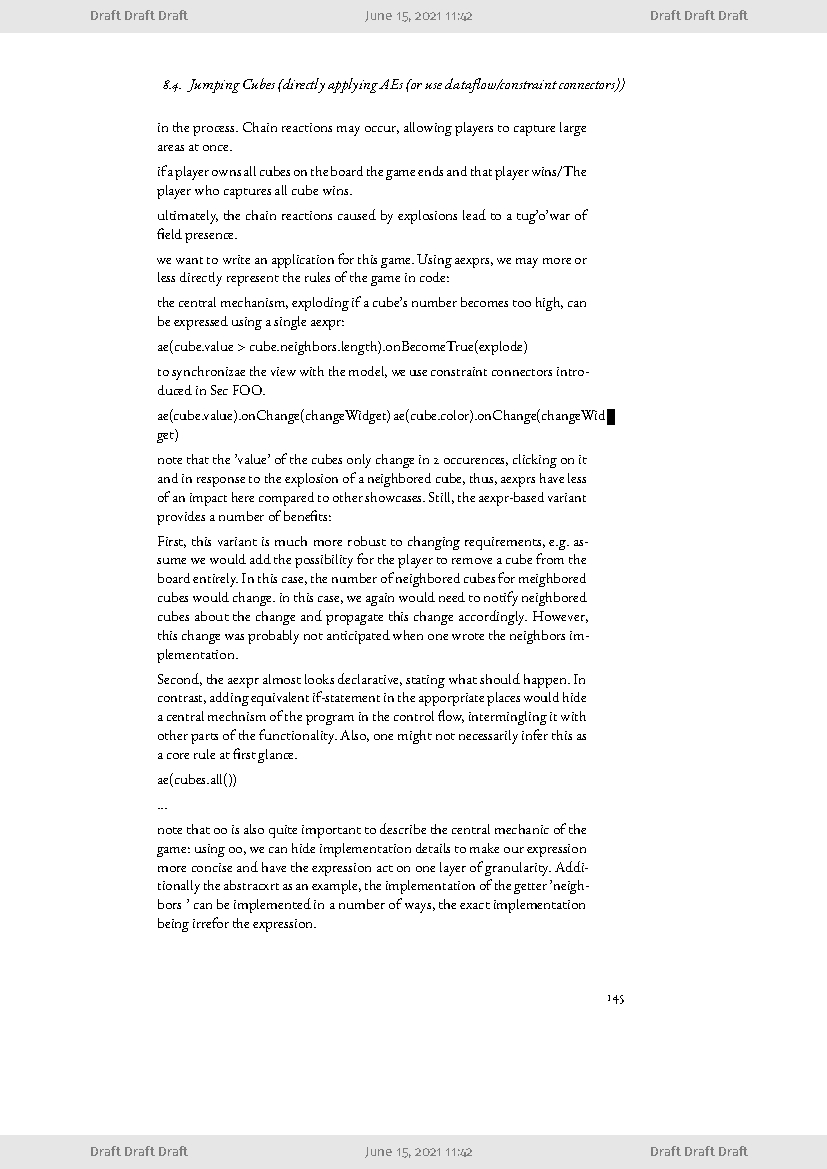 Draft Draft Draft June 15, 2021 11:42 Draft Draft Draft
8.4. Jumping Cubes (directly applying AEs (or use dataflow/constraint connectors))
in the process. Chain reactions may occur, allowing players to capture large
areas at once.
if a player owns all cubes on the board the game ends and that player wins/The
player who captures all cube wins.
ultimately, the chain reactions caused by explosions lead to a tug'o'war of
field presence.
we want to write an application for this game. Using aexprs, we may more or
less directly represent the rules of the game in code:
the central mechanism, exploding if a cube's number becomes too high, can
be expressed using a single aexpr:
ae(cube.value > cube.neighbors.length).onBecomeTrue(explode)
to synchronizae the view with the model, we use constraint connectors intro-
duced in Sec FOO.
ae(cube.value).onChange(changeWidget) ae(cube.color).onChange(changeWid
get)
note that the 'value' of the cubes only change in 2 occurences, clicking on it
and in response to the explosion of a neighbored cube, thus, aexprs have less
of an impact here compared to other showcases. Still, the aexpr-based variant
provides a number of benefits:
First, this variant is much more robust to changing requirements, e.g. as-
sume we would add the possibility for the player to remove a cube from the
board entirely. In this case, the number of neighbored cubes for meighbored
cubes would change. in this case, we again would need to notify neighbored
cubes about the change and propagate this change accordingly. However,
this change was probably not anticipated when one wrote the neighbors im-
plementation.
Second, the aexpr almost looks declarative, stating what should happen. In
contrast, adding equivalent if-statement in the apporpriate places would hide
a central mechnism of the program in the control flow, intermingling it with
other parts of the functionality. Also, one might not necessarily infer this as
a core rule at first glance.
ae(cubes.all())
...
note that oo is also quite important to describe the central mechanic of the
game: using oo, we can hide implementation details to make our expression
more concise and have the expression act on one layer of granularity. Addi-
tionally the abstracxrt as an example, the implementation of the getter 'neigh-
bors ' can be implemented in a number of ways, the exact implementation
being irrefor the expression.
145
Draft Draft Draft June 15, 2021 11:42 Draft Draft Draft